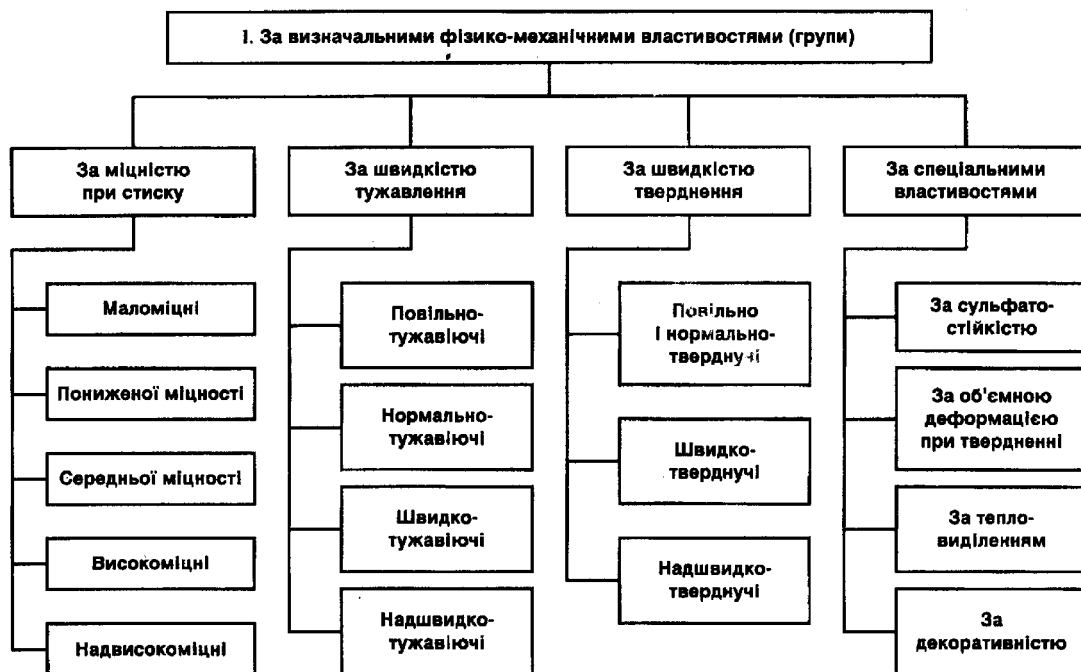 I. За визначальними фізико-механічними властивостями (групи)
За міцністю
при стиску
Маломіцні
Пониженої міцності
Середньої міцності
Високоміцні
Надвисокоміцні
За швидкістю
тужавлення
Повільно-
тужавіючі
Нормально-
тужавіючі
Швидко-
тужавіючі
Надшвидко-
тужавіючі
За швидкістю
тверднення
Повільно
і нормально-
тверднучі
Швидко-
тверднучі
Надшвидко-
тверднучі
За спеціальними
властивостями
За сульфато-
стійкістю
За об'ємною
деформацією
при твердненні
За тепло-
виділенням
За
декоративністю